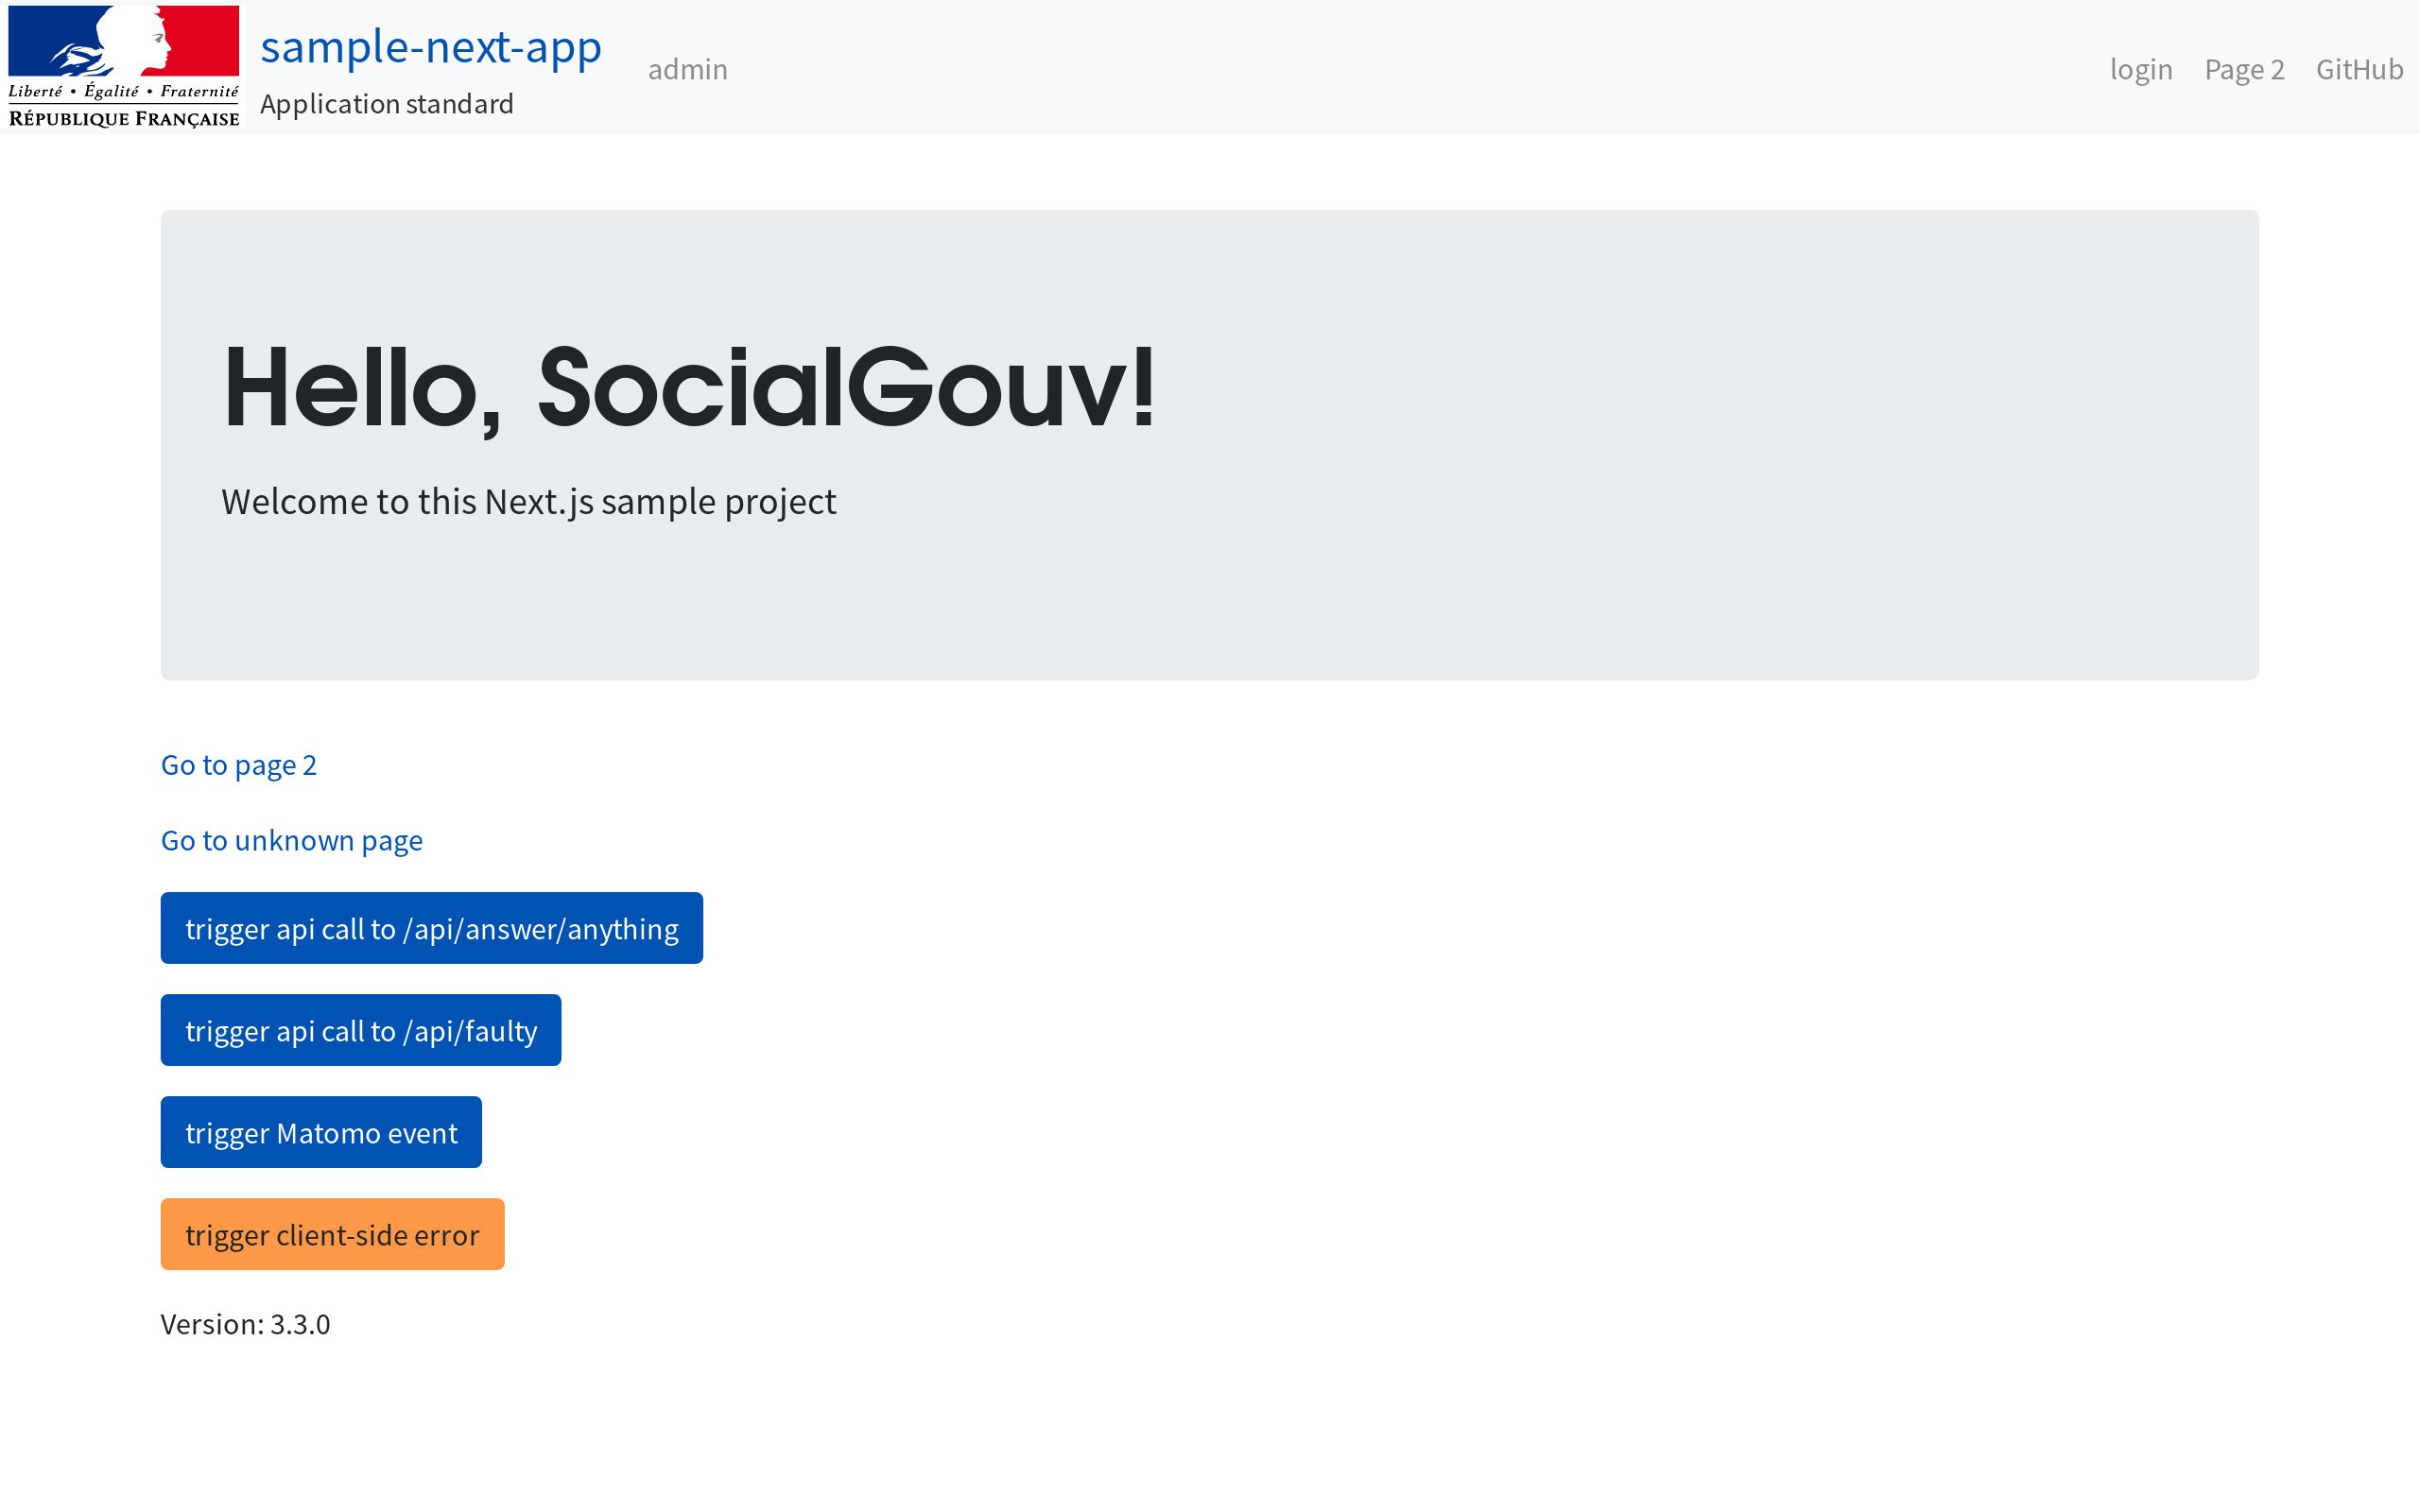 sample-next-app
Application standard
admin
login
Page 2
GitHub
Liberté • Égalité • Fraternité
RÉPUBLIQUE FRANÇAISE
Hello, SocialGouv!
Welcome to this Next.js sample project
Go to page 2
Go to unknown page
trigger api call to /api/answer/anything
trigger api call to /api/faulty
trigger Matomo event
trigger client-side error
Version: 3.3.0